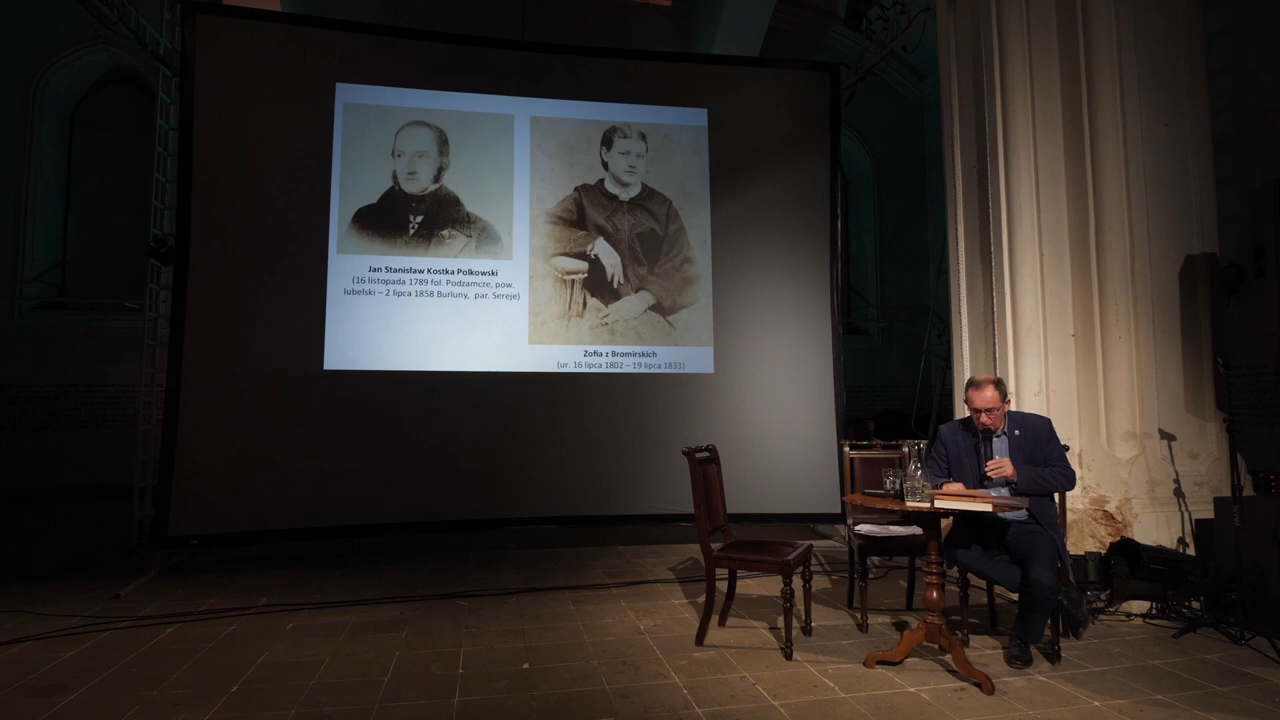 Jan Stanisław Kostka Polkowski
(16 listopada 1789 fol. Podzamcze, pow.
lubelski – 2 lipca 1858 Burluny, par. Sereje)
Zofia z Bromirskich
(ur. 16 lipca 1802 – 19 lipca 1833)